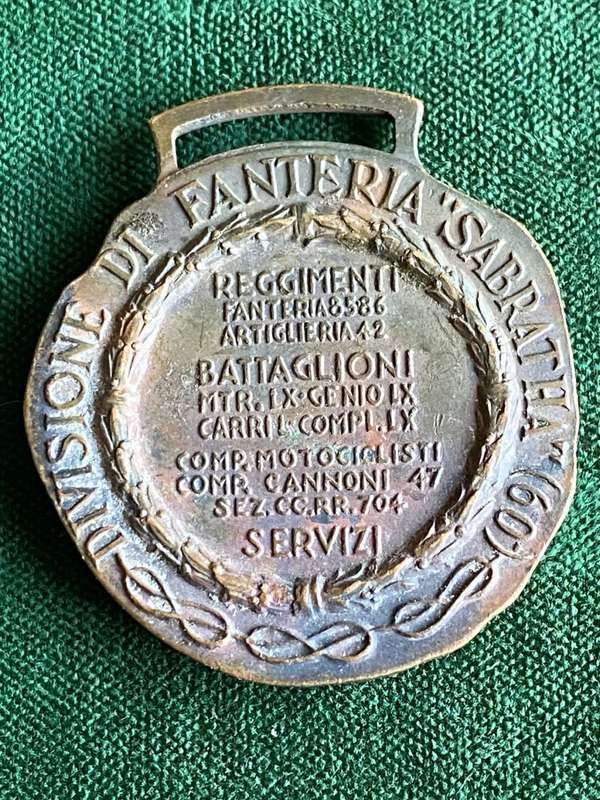 DIVISIONE DI FANTERIA "SABRATHA" (60)
REGGIMENTI
FANTERIA 85 86
ARTIGLIERIA 42
BATTAGLIONI
MTR. LX·GENIO LX
CARRI L·COMPL. LX
COMP. MOTOCICLISTI
COMP. CANNONI 47
SEZ. CC. RR. 704
SERVIZI